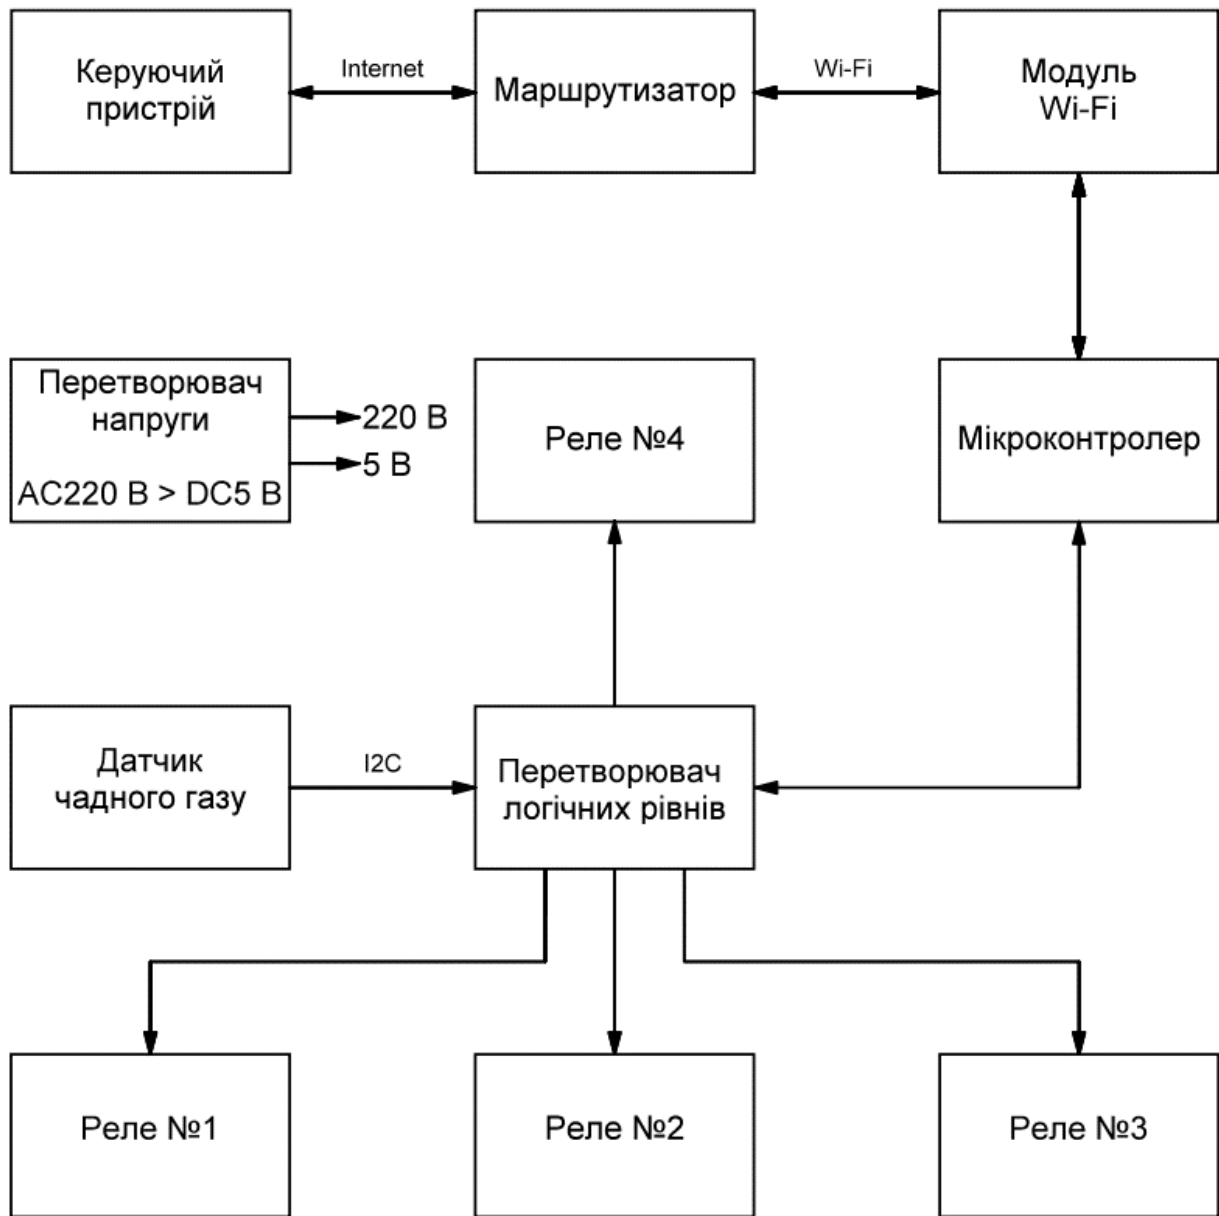 Керуючий
пристрій
Internet
Маршрутизатор
Wi-Fi
Модуль
Wi-Fi
Перетворювач
напруги
AC220 В > DC5 В
220 В
5 В
Реле №4
Мікроконтролер
Датчик
чадного газу
I2C
Перетворювач
логічних рівнів
Реле №1
Реле №2
Реле №3